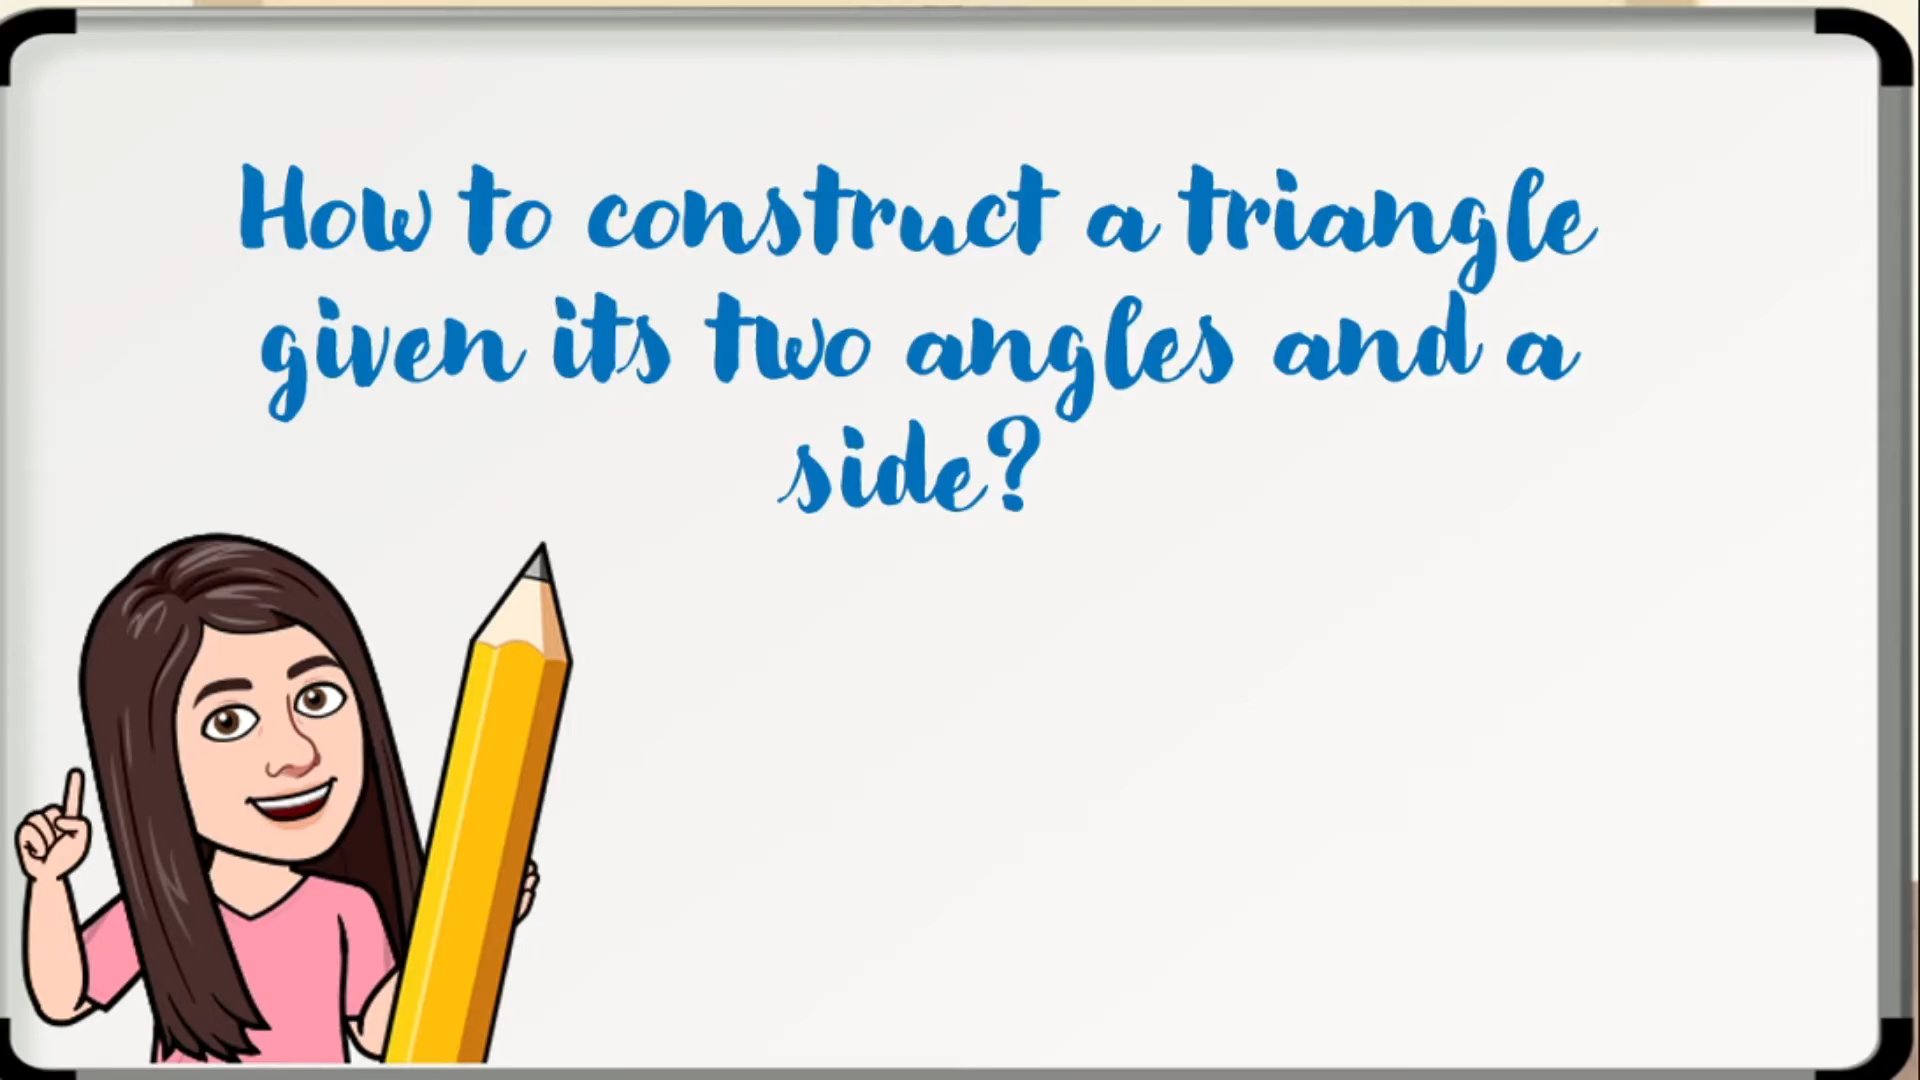 How to construct a triangle
given its two angles and a
side?